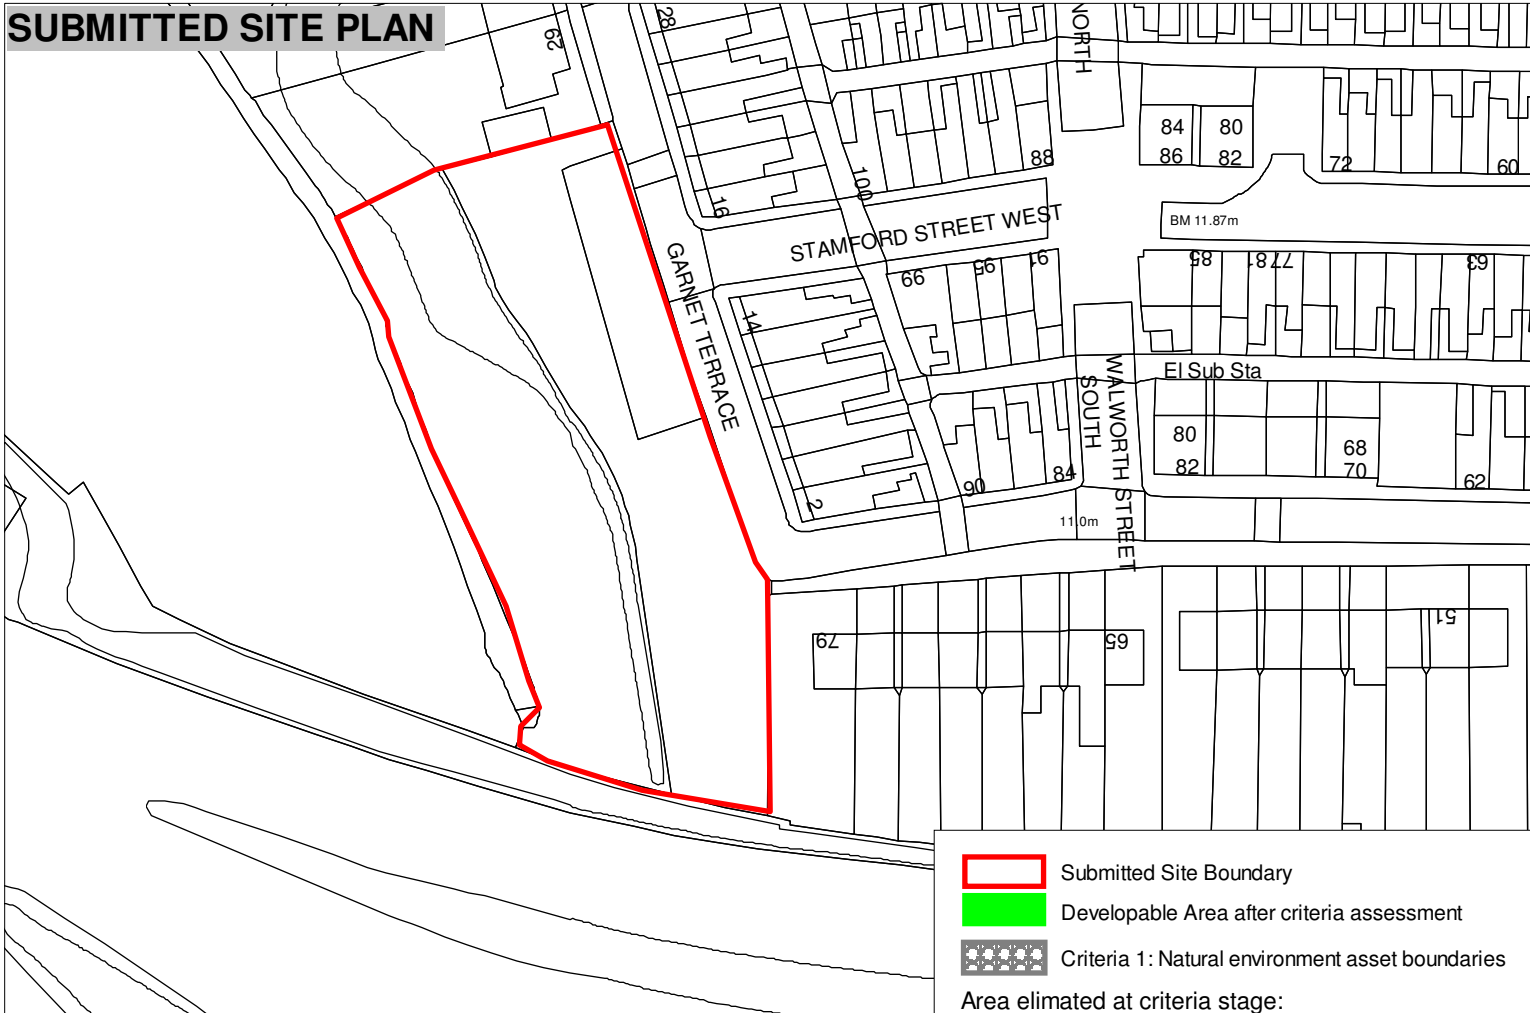 SUBMITTED SITE PLAN
29
28
NORTH
84
80
86
82
88
72
60
100
16
BM 11.87m
STAMFORD STREET WEST
GARNET TERRACE
99
95
91
85
81
77
63
14
El Sub Sta
WALWORTH STREET
SOUTH
80
82
68
70
62
84
90
2
11.0m
79
65
51
Submitted Site Boundary
Developable Area after criteria assessment
Criteria 1: Natural environment asset boundaries
Area elimated at criteria stage: